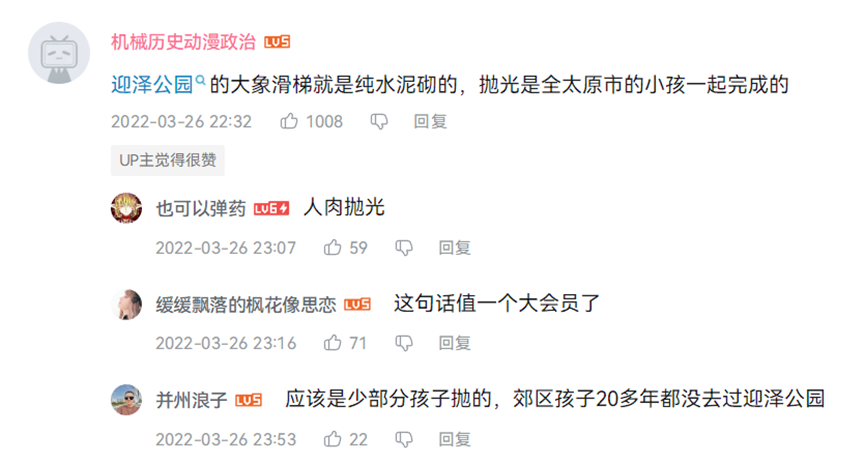 机械历史动漫政治 LV5
迎泽公园的大象滑梯就是纯水泥砌的，抛光是全太原市的小孩一起完成的
2022-03-26 22:32 1008 回复
UP主觉得很赞
也可以弹药 LV6 人肉抛光
2022-03-26 23:07 59 回复
缓缓飘落的枫花像思恋 LV5 这句话值一个大会员了
2022-03-26 23:16 71 回复
并州浪子 LV5 应该是少部分孩子抛的，郊区孩子20多年都没去过迎泽公园
2022-03-26 23:53 22 回复